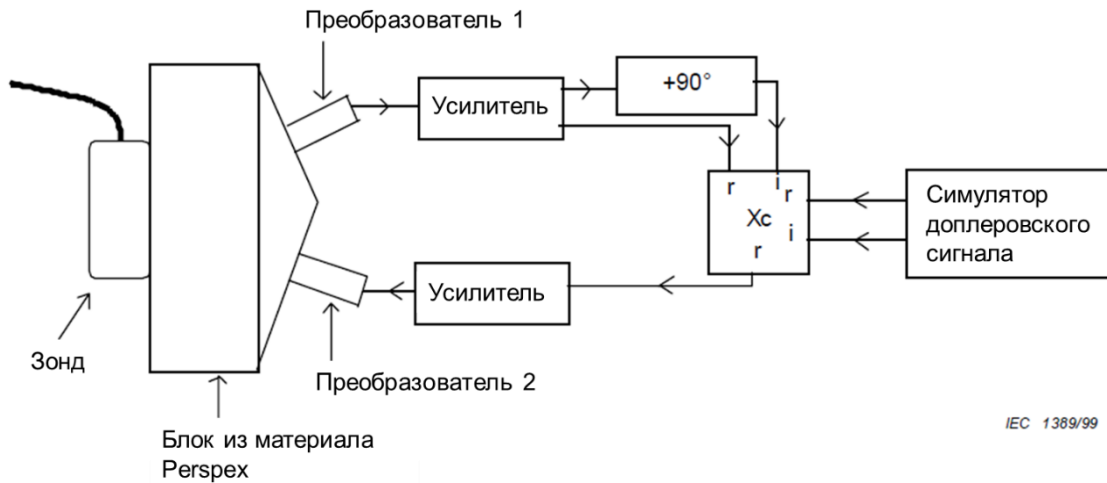 Преобразователь 1
Усилитель
+90°
r
i
r
Xc
i
r
Симулятор
доплеровского
сигнала
Усилитель
Зонд
Преобразователь 2
Блок из материала
Perspex
IEC 1389/99